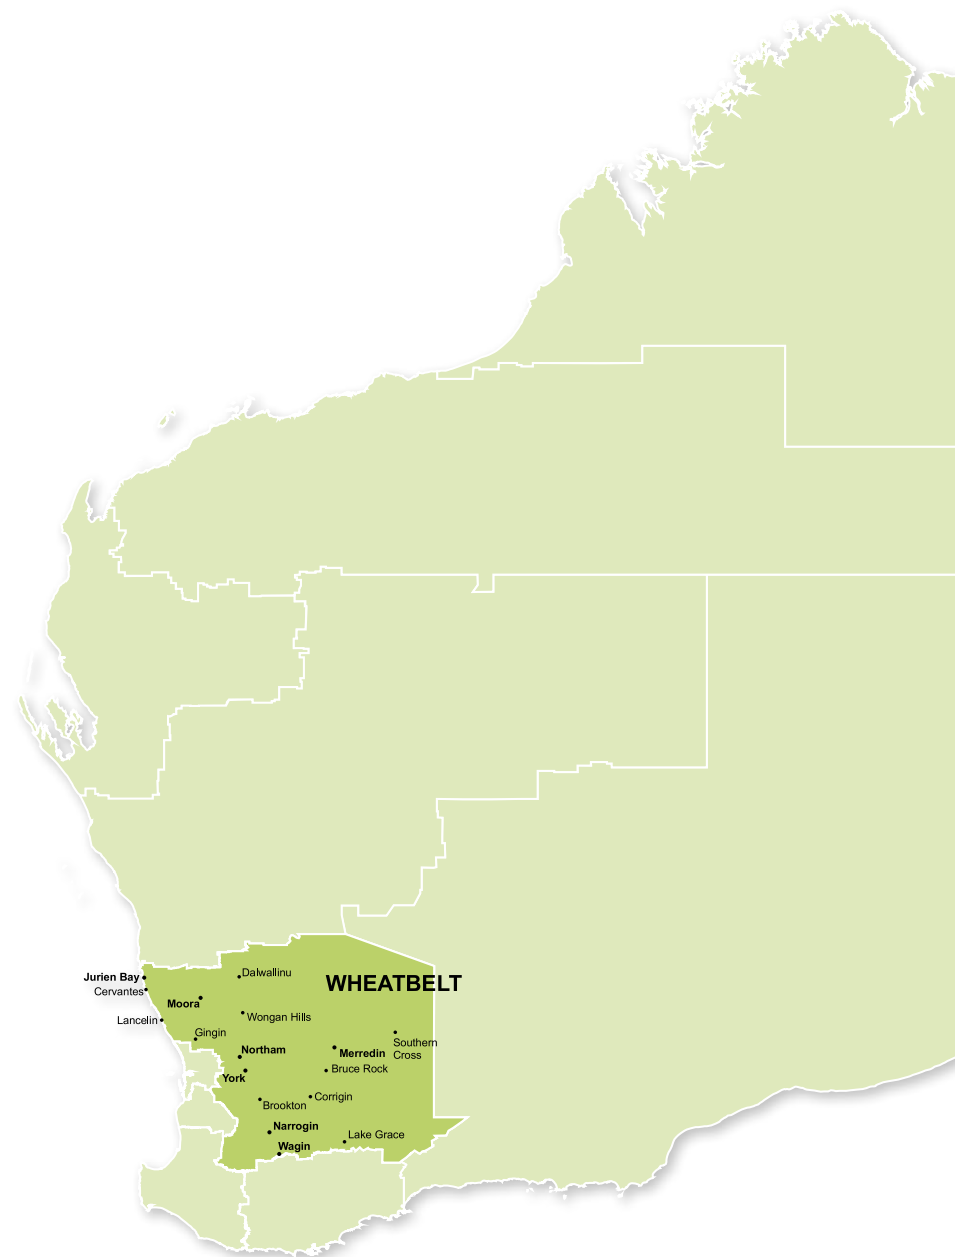 Dalwallinu
Jurien Bay
WHEATBELT
Cervantes
Moora
Wongan Hills
Lancelin
Gingin
Southern
Cross
Northam
Merredin
Bruce Rock
York
Corrigin
Brookton
Narrogin
Lake Grace
Wagin